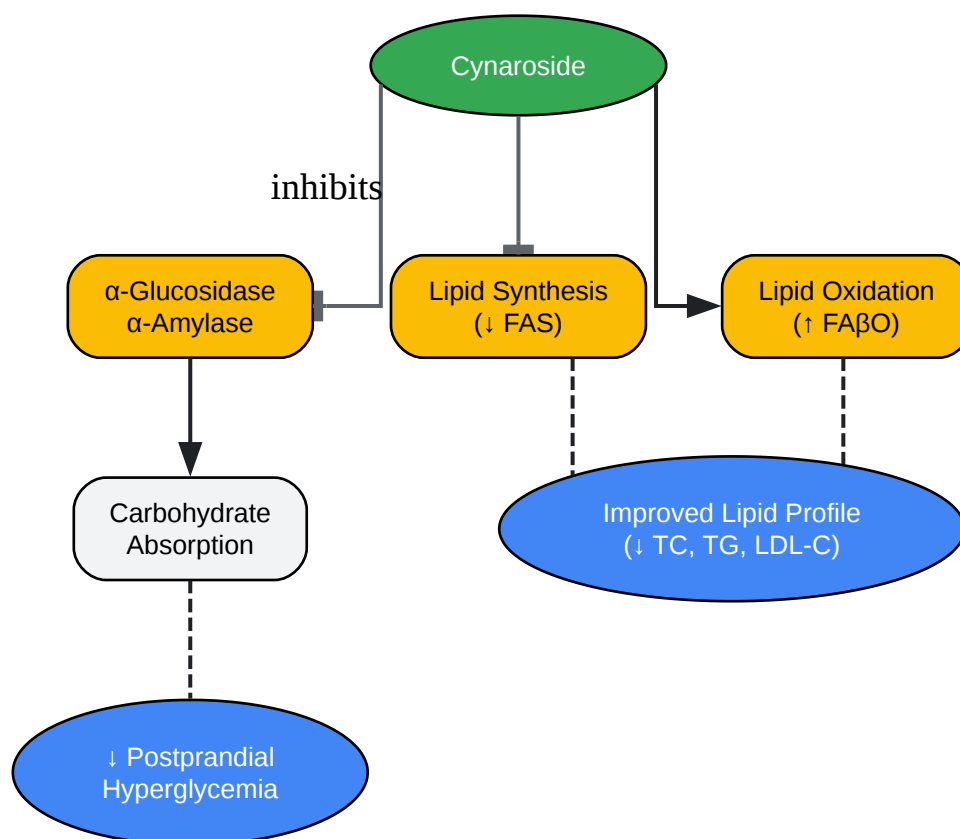 Cynaroside
inhibits
α-Glucosidase
α-Amylase
Lipid Synthesis
(↓ FAS)
Lipid Oxidation
(↑ FAβO)
Carbohydrate
Absorption
Improved Lipid Profile
(↓ TC, TG, LDL-C)
↓ Postprandial
Hyperglycemia